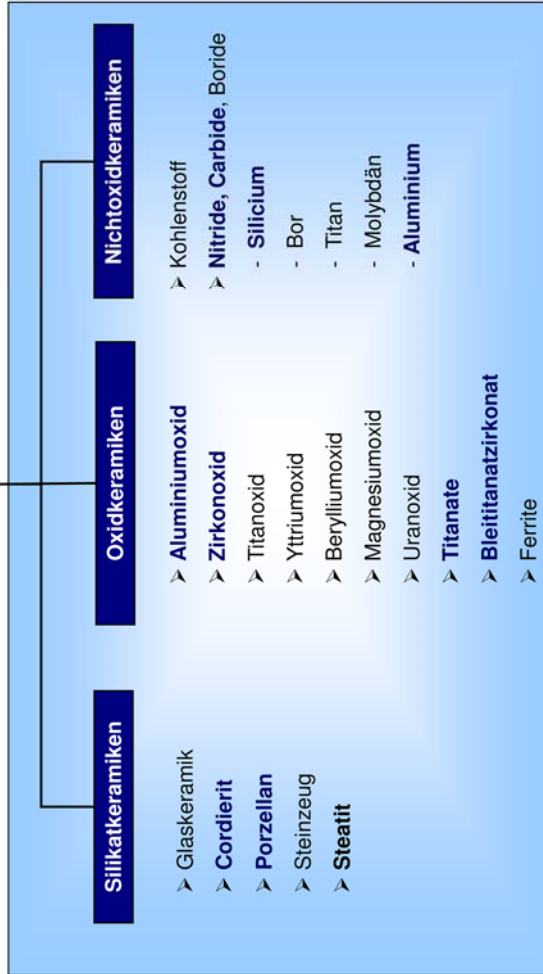 Silikatkeramiken
➢ Glaskeramik
➢ Cordierit
➢ Porzellan
➢ Steinzeug
➢ Steatit
Oxidkeramiken
➢ Aluminiumoxid
➢ Zirkonoxid
➢ Titanoxid
➢ Yttriumoxid
➢ Berylliumoxid
➢ Magnesiumoxid
➢ Uranoxid
➢ Titanate
➢ Bleititanatzirkonat
➢ Ferrite
Nichtoxidkeramiken
➢ Kohlenstoff
➢ Nitride, Carbide, Boride
- Silicium
- Bor
- Titan
- Molybdän
- Aluminium